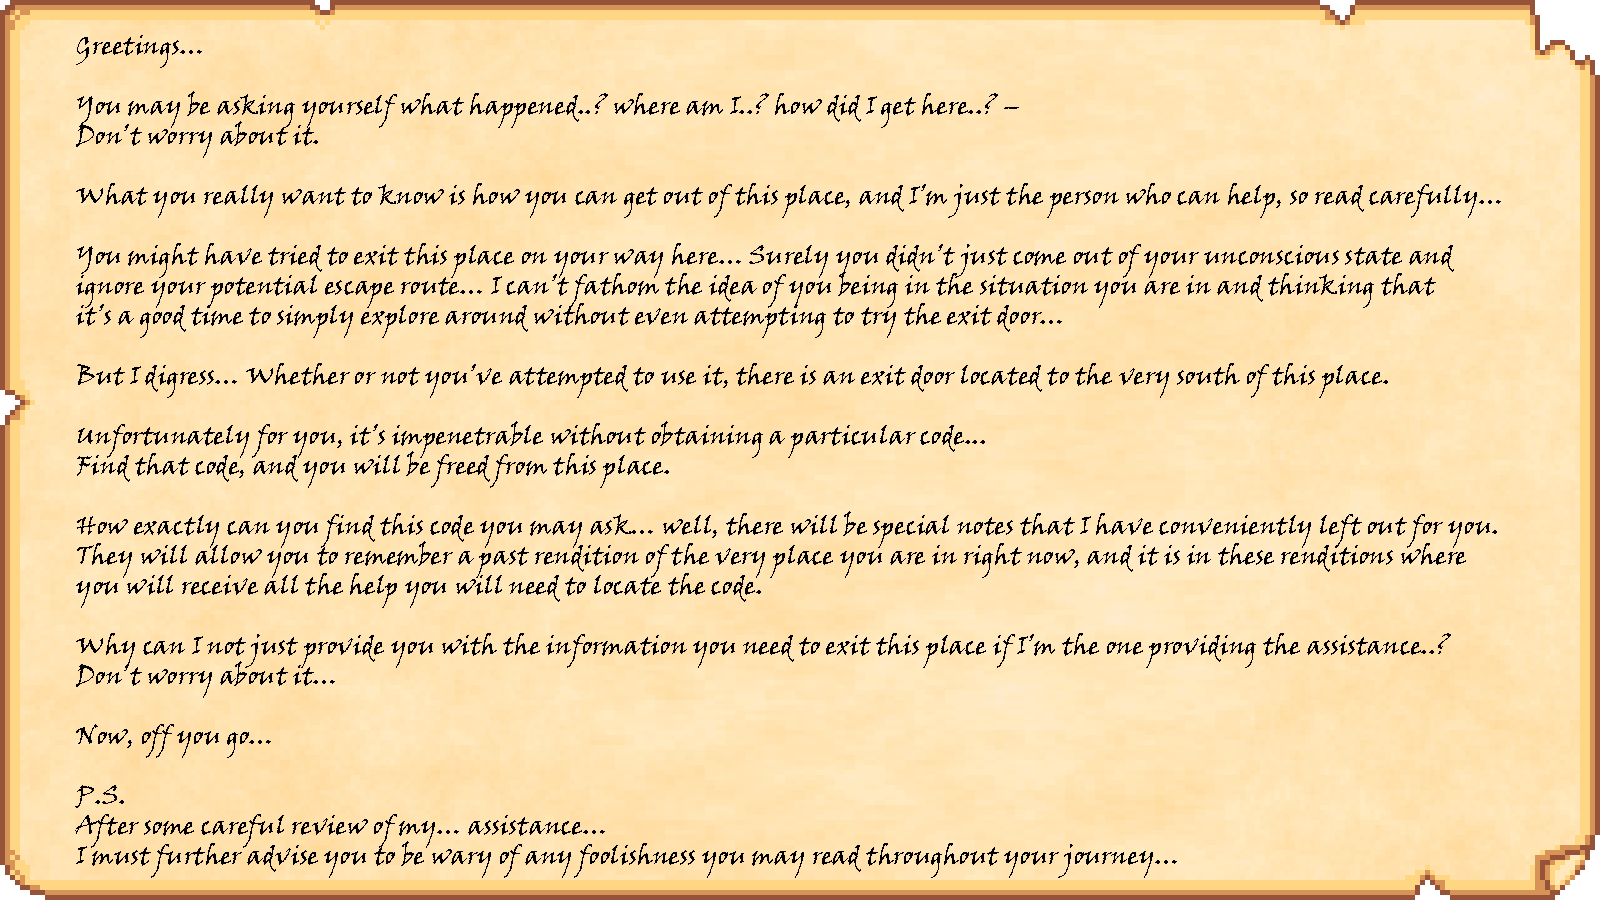 Greetings...
You may be asking yourself what happened..? where am I..? how did I get here..? –
Don't worry about it.
What you really want to know is how you can get out of this place, and I'm just the person who can help, so read carefully...
You might have tried to exit this place on your way here... Surely you didn't just come out of your unconscious state and
ignore your potential escape route... I can't fathom the idea of you being in the situation you are in and thinking that
it's a good time to simply explore around without even attempting to try the exit door...
But I digress... Whether or not you've attempted to use it, there is an exit door located to the very south of this place.
Unfortunately for you, it's impenetrable without obtaining a particular code...
Find that code, and you will be freed from this place.
How exactly can you find this code you may ask... well, there will be special notes that I have conveniently left out for you.
They will allow you to remember a past rendition of the very place you are in right now, and it is in these renditions where
you will receive all the help you will need to locate the code.
Why can I not just provide you with the information you need to exit this place if I'm the one providing the assistance..?
Don't worry about it...
Now, off you go...
P.S.
After some careful review of my... assistance...
I must further advise you to be wary of any foolishness you may read throughout your journey...